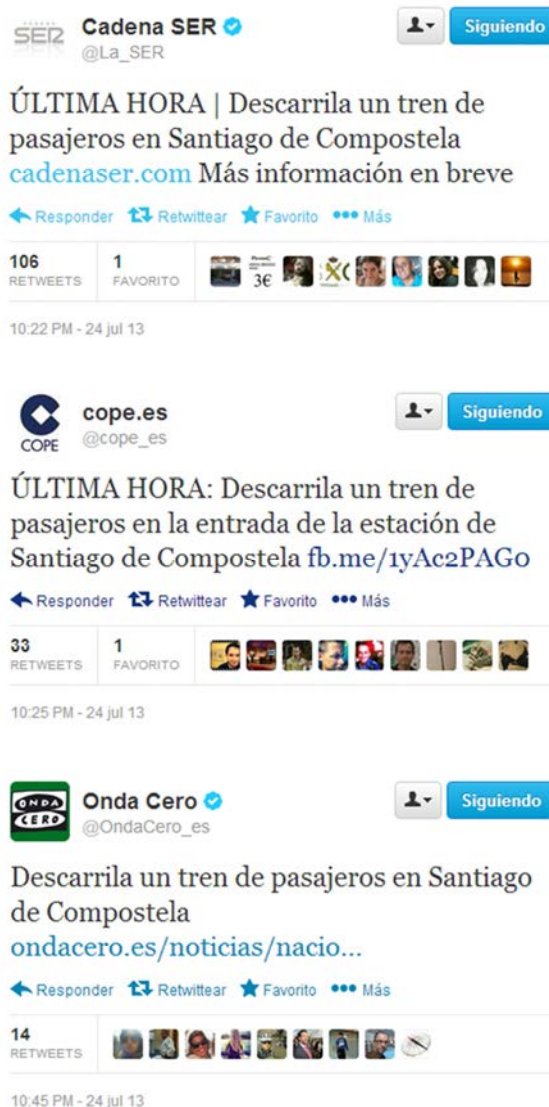 SER
Cadena SER
Siguiendo
@La_SER
ÚLTIMA HORA | Descarrila un tren de
pasajeros en Santiago de Compostela
cadenaser.com Más información en breve
Responder Retwittear Favorito Más
106 1
RETWEETS FAVORITO
3€
10:22 PM - 24 jul 13
COPE
cope.es
Siguiendo
@cope_es
ÚLTIMA HORA: Descarrila un tren de
pasajeros en la entrada de la estación de
Santiago de Compostela fb.me/1yAc2PAG0
Responder Retwittear Favorito Más
33 1
RETWEETS FAVORITO
10:25 PM - 24 jul 13
ONDA
CERO
Onda Cero
Siguiendo
@OndaCero_es
Descarrila un tren de pasajeros en Santiago
de Compostela
ondacero.es/noticias/nacio...
Responder Retwittear Favorito Más
14
RETWEETS
10:45 PM - 24 jul 13